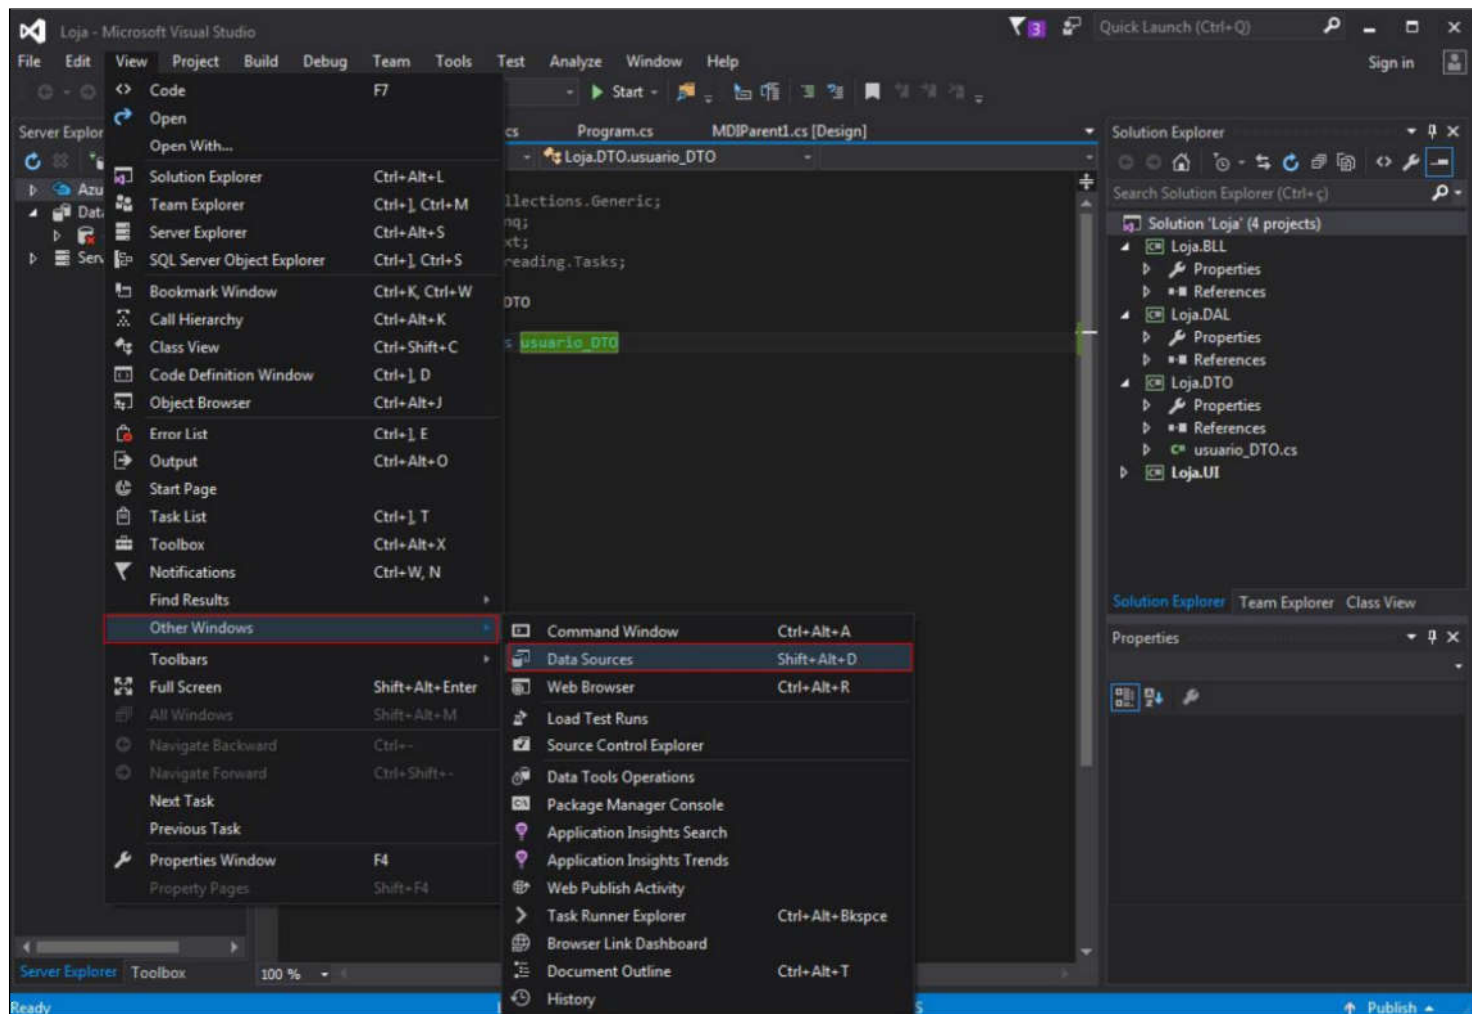 Loja - Microsoft Visual Studio
3
Quick Launch (Ctrl+Q)
File Edit View Project Build Debug Team Tools Test Analyze Window Help
Sign in
Start
Code F7
Open
Open With...
Solution Explorer Ctrl+Alt+L
Team Explorer Ctrl+], Ctrl+M
Server Explorer Ctrl+Alt+S
SQL Server Object Explorer Ctrl+], Ctrl+S
Bookmark Window Ctrl+K, Ctrl+W
Call Hierarchy Ctrl+Alt+K
Class View Ctrl+Shift+C
Code Definition Window Ctrl+], D
Object Browser Ctrl+Alt+J
Error List Ctrl+], E
Output Ctrl+Alt+O
Start Page
Task List Ctrl+], T
Toolbox Ctrl+Alt+X
Notifications Ctrl+W, N
Find Results
Other Windows
Toolbars
Full Screen Shift+Alt+Enter
All Windows Shift+Alt+M
Navigate Backward Ctrl+-
Navigate Forward Ctrl+Shift+-
Next Task
Previous Task
Properties Window F4
Property Pages Shift+F4
Command Window Ctrl+Alt+A
Data Sources Shift+Alt+D
Web Browser Ctrl+Alt+R
Load Test Runs
Source Control Explorer
Data Tools Operations
Package Manager Console
Application Insights Search
Application Insights Trends
Web Publish Activity
Task Runner Explorer Ctrl+Alt+Bkspce
Browser Link Dashboard
Document Outline Ctrl+Alt+T
History
Server Explor
Azu
Dat
Serv
Server Explorer Toolbox
cs Program.cs MDIParent1.cs [Design]
Loja.DTO.usuario_DTO
llections.Generic;
nq;
xt;
reading.Tasks;
DTO
s usuario_DTO
100 %
Solution Explorer
Search Solution Explorer (Ctrl+ç)
Solution 'Loja' (4 projects)
Loja.BLL
Properties
References
Loja.DAL
Properties
References
Loja.DTO
Properties
References
usuario_DTO.cs
Loja.UI
Solution Explorer Team Explorer Class View
Properties
Ready
Publish